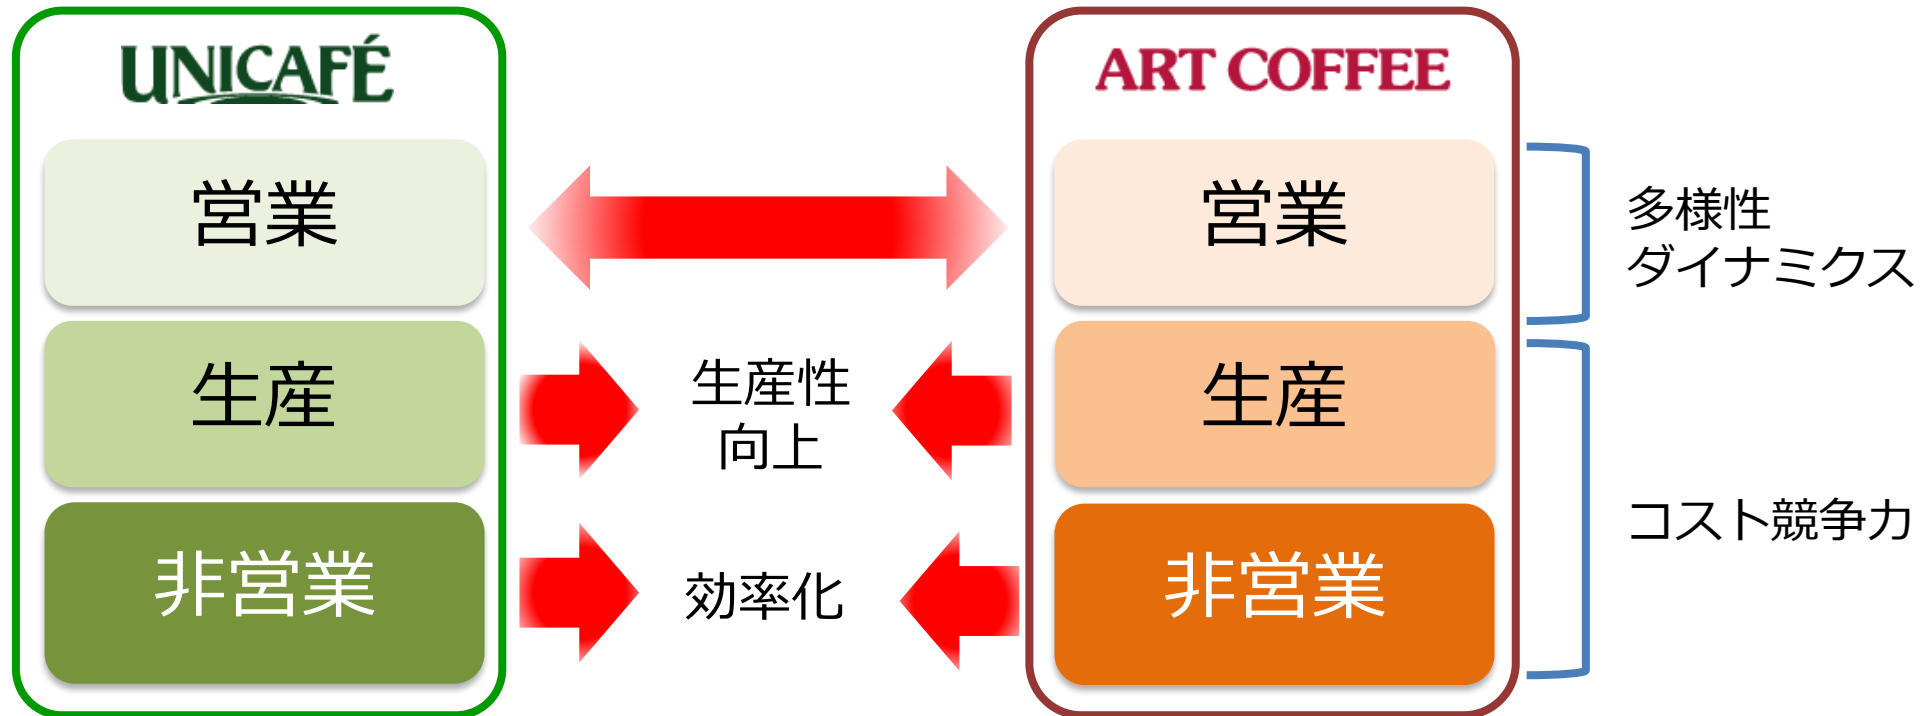 UNICAFÉ
営業
生産
非営業
生産性
向上
効率化
ART COFFEE
営業
生産
非営業
多様性
ダイナミクス
コスト競争力